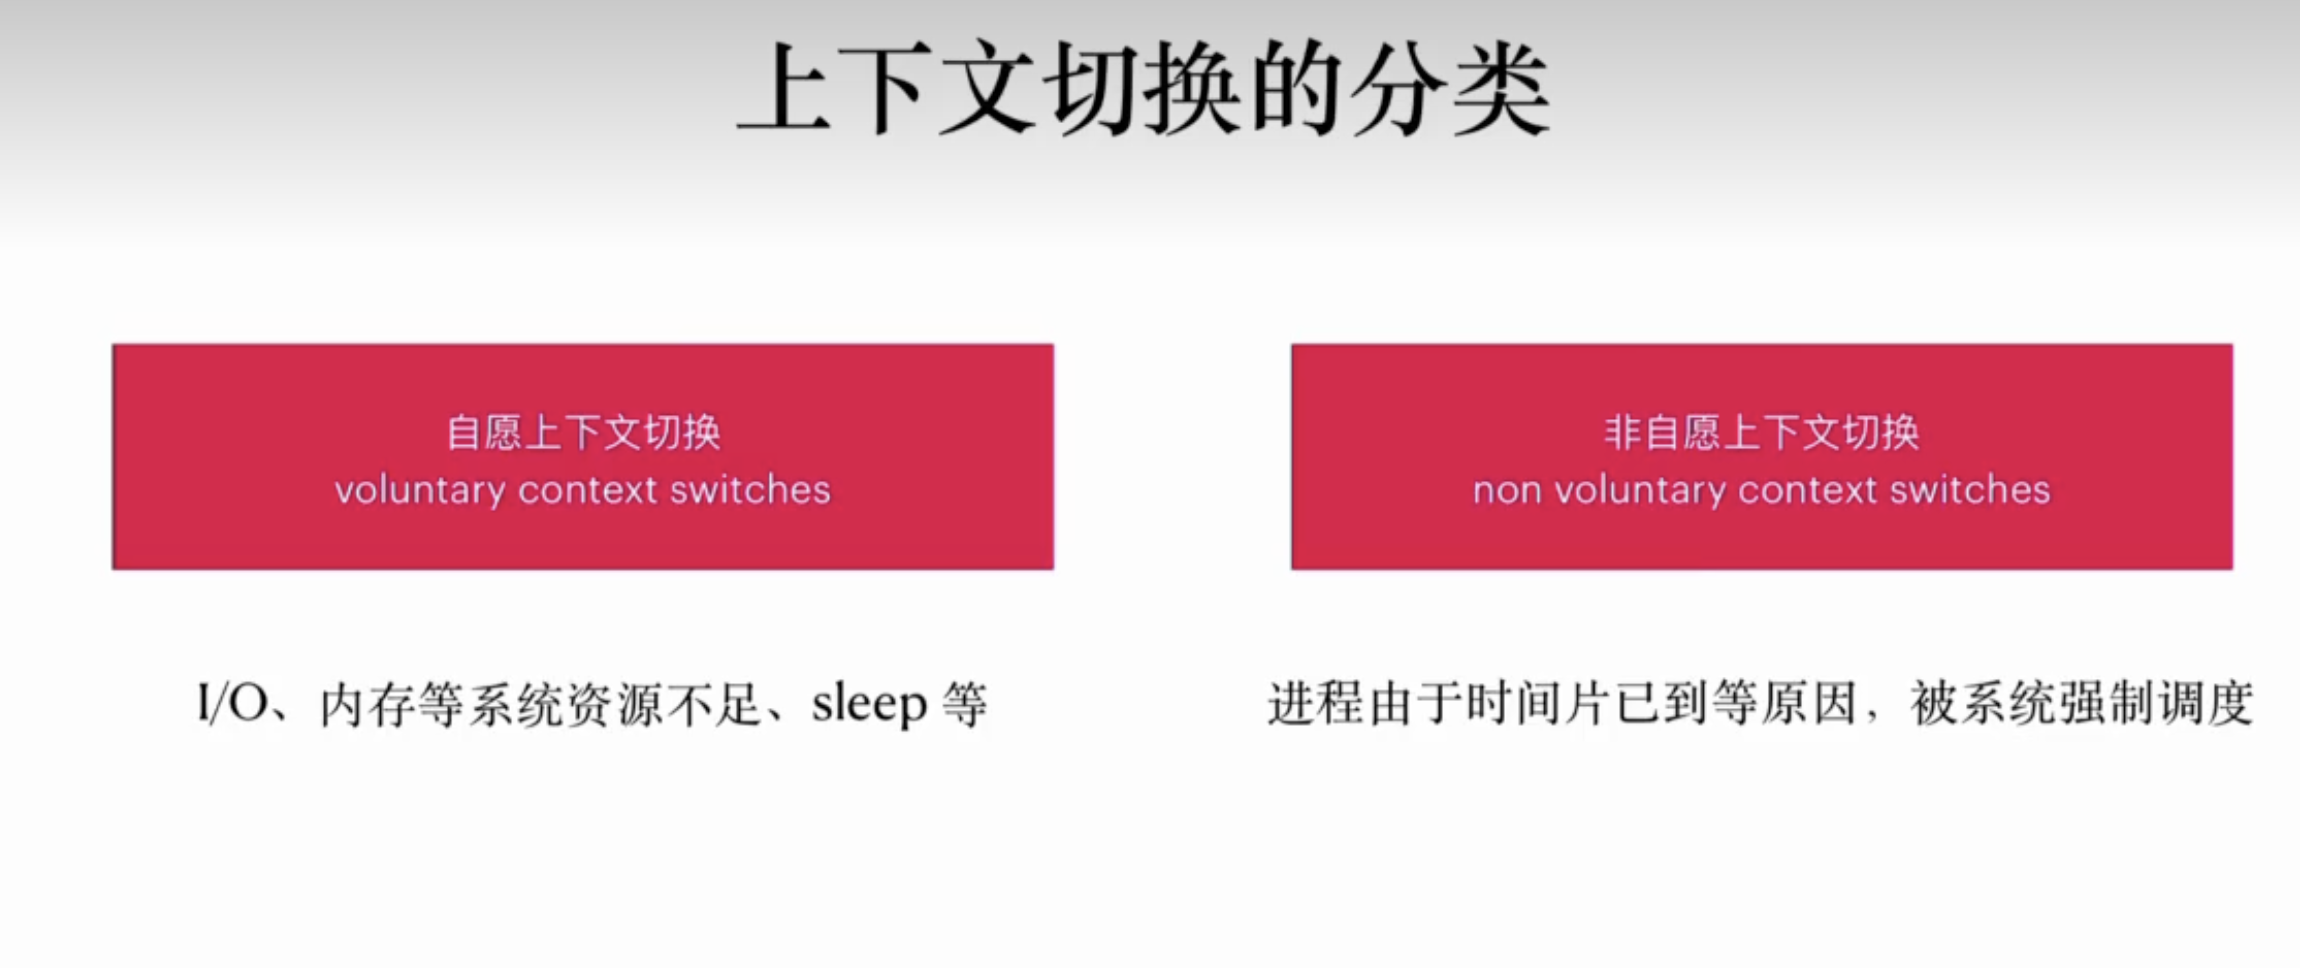 上下文切换的分类
自愿上下文切换
voluntary context switches
非自愿上下文切换
non voluntary context switches
I/O、内存等系统资源不足、sleep 等
进程由于时间片已到等原因，被系统强制调度